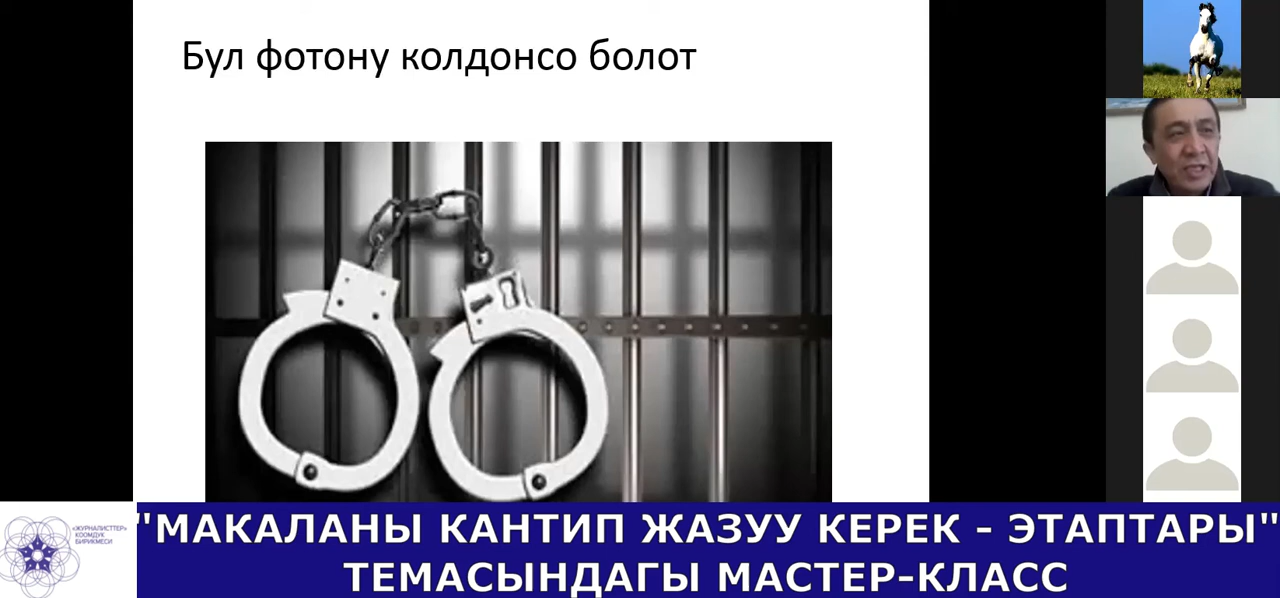 Бул фотону колдонсо болот
«ЖУРНАЛИСТТЕР»
КООМДУК
БИРИКМЕСИ
"МАКАЛАНЫ КАНТИП ЖАЗУУ КЕРЕК - ЭТАПТАРЫ"
ТЕМАСЫНДАГЫ МАСТЕР-КЛАСС